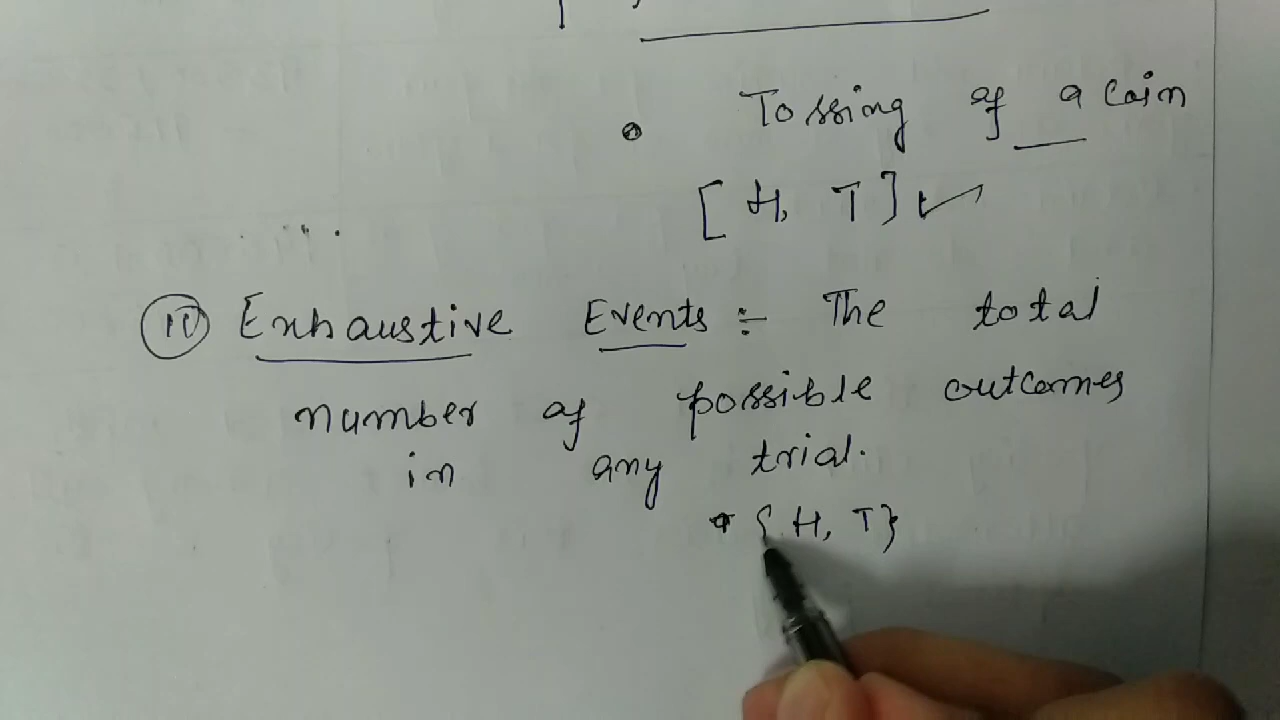 Tossing of a Coin
[H, T] ✓
(ii) Exhaustive Events :- The total
number of possible outcomes
in any trial.
{H, T}